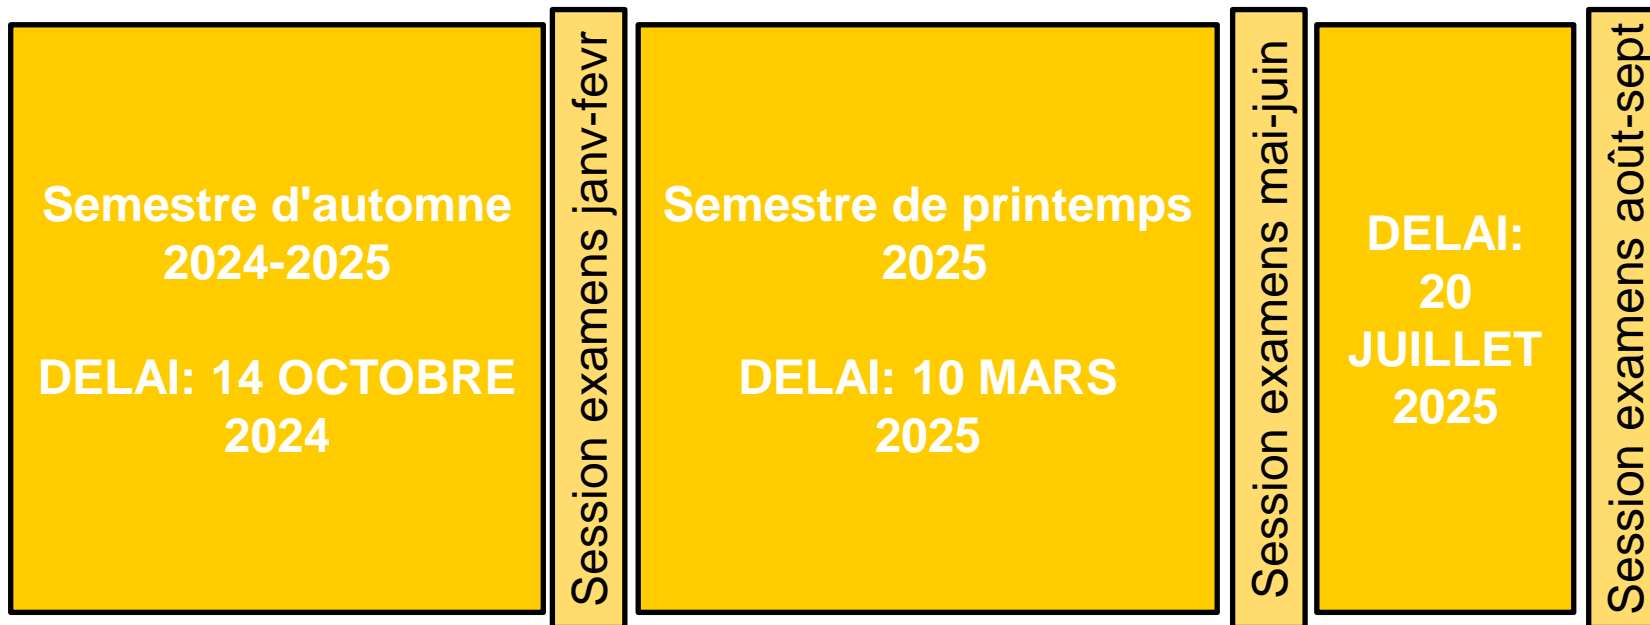 Semestre d'automne
2024-2025
DELAI: 14 OCTOBRE
2024
Session examens janv-fevr
Semestre de printemps
2025
DELAI: 10 MARS
2025
Session examens mai-juin
DELAI:
20
JUILLET
2025
Session examens août-sept